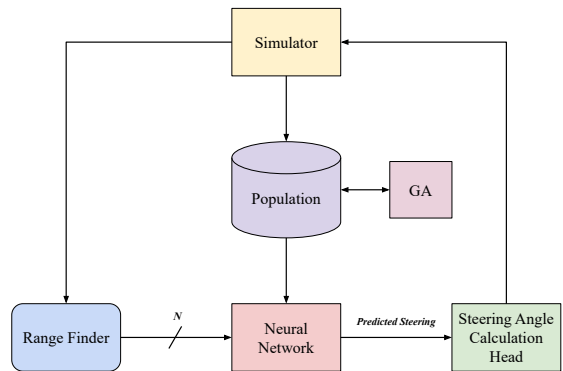 Simulator
Population
GA
Range Finder
N
Neural
Network
Predicted Steering
Steering Angle
Calculation
Head